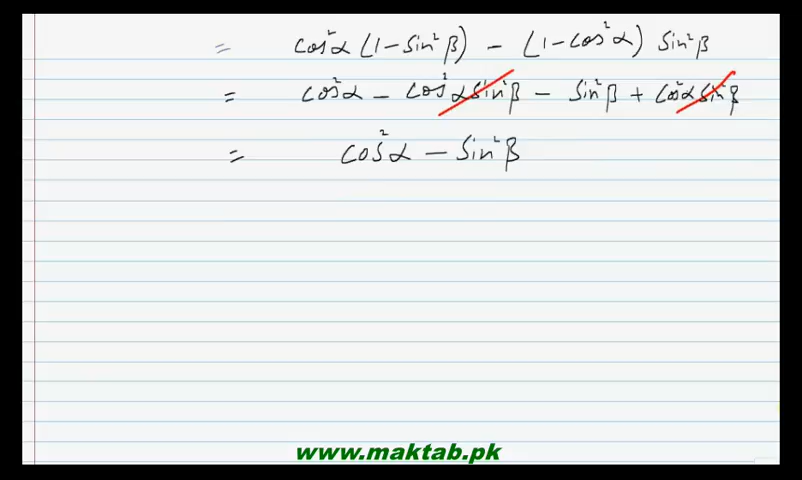 = cos²α (1 - sin²β) - (1 - cos²α) sin²β
= cos²α - cos²α sin²β - sin²β + cos²α sin²β
= cos²α - sin²β
www.maktab.pk